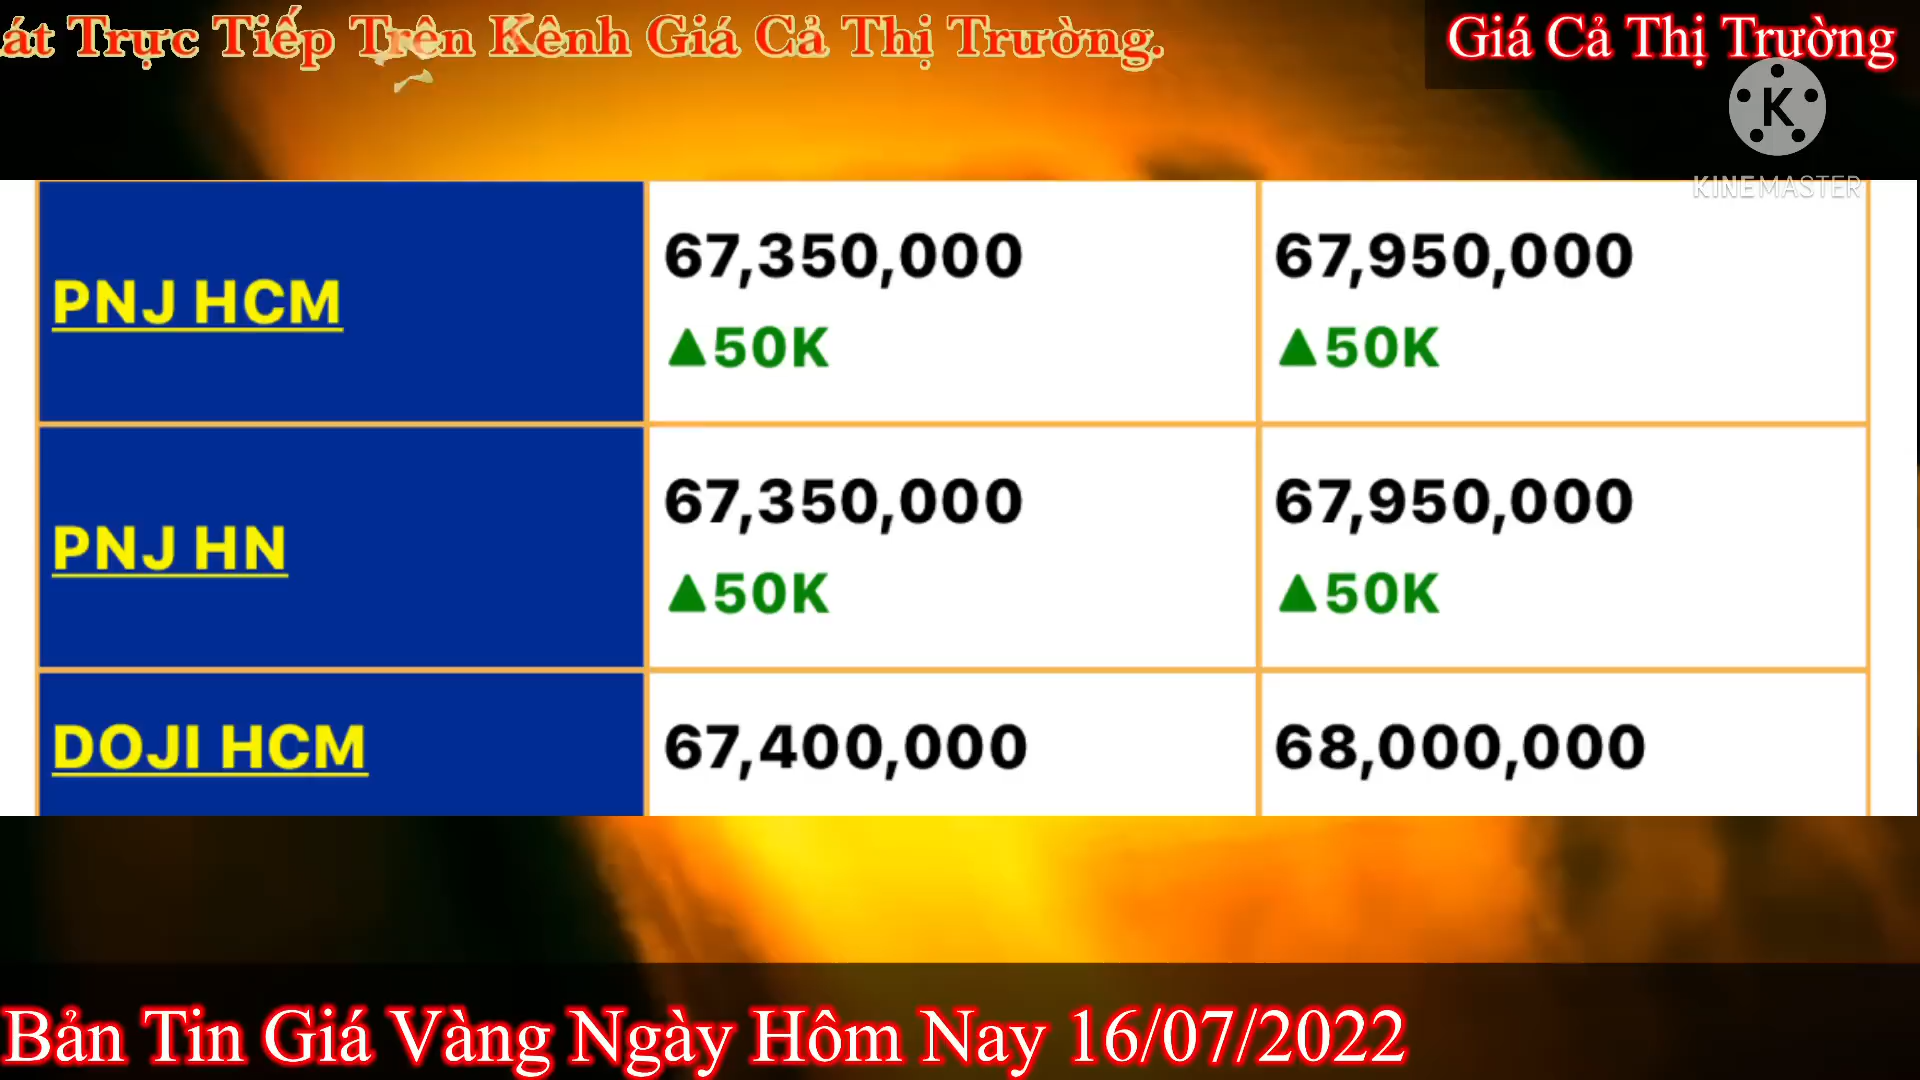 Trực Tiếp Trên Kênh Giá Cả Thị Trường.
Giá Cả Thị Trường
K
KINEMASTER
PNJ HCM
67,350,000
67,950,000
▲50K
▲50K
PNJ HN
67,350,000
67,950,000
▲50K
▲50K
DOJI HCM
67,400,000
68,000,000
Bản Tin Giá Vàng Ngày Hôm Nay 16/07/2022